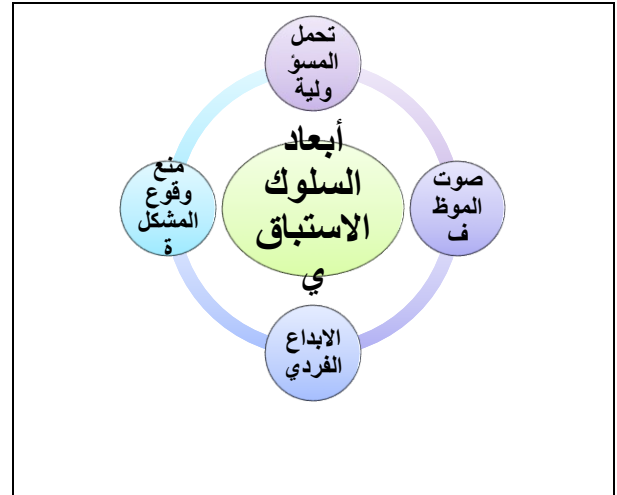 تحمل
المسؤ
ولية
أبعاد
السلوك
الاستباق
ي
صوت
الموظ
ف
منع
وقوع
المشكل
ة
الابداع
الفردي